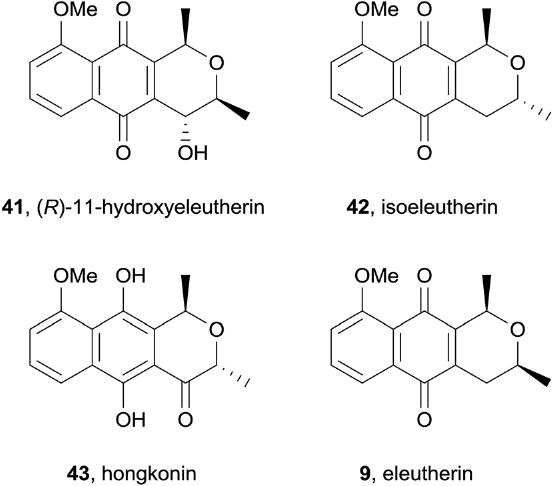 OMe O
O
O
OH
41, (R)-11-hydroxyeleutherin
OMe O
O
O
42, isoeleutherin
OMe OH
O
OH O
43, hongkonin
OMe O
O
O
9, eleutherin